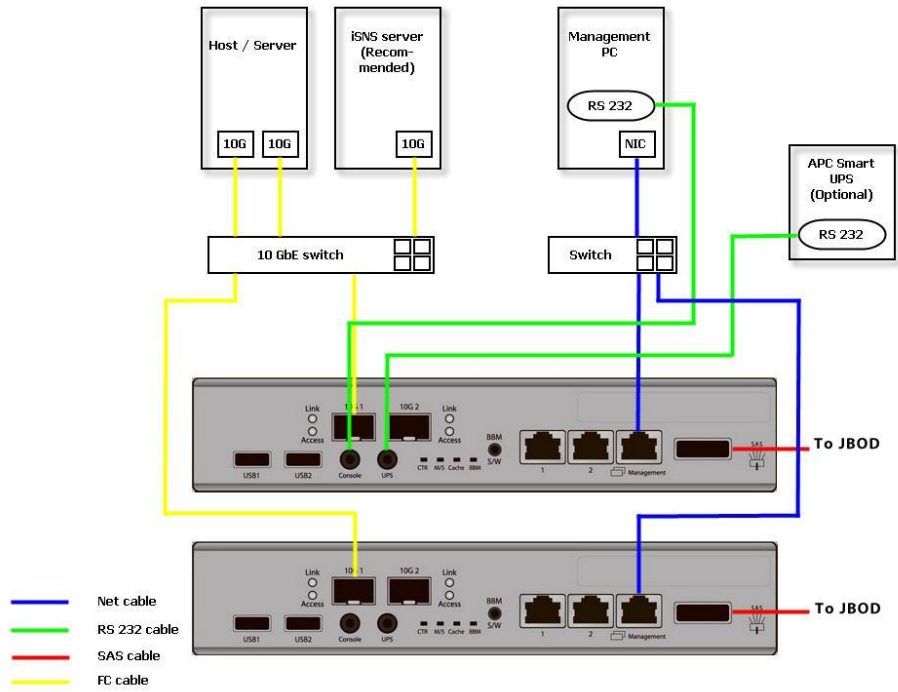 Host / Server
10G 10G
iSNS server
(Recom-
mended)
10G
Management
PC
RS 232
NIC
APC Smart
UPS
(Optional)
RS 232
10 GbE switch
Switch
Link
Access
10G 1
10G 2
Link
Access
BBM
S/W
USB1
USB2
Console
UPS
CTR M/S Cache BBM
1
2
Management
SAS
To JBOD
Link
Access
10G 1
10G 2
Link
Access
BBM
S/W
USB1
USB2
Console
UPS
CTR M/S Cache BBM
1
2
Management
SAS
To JBOD
Net cable
RS 232 cable
SAS cable
FC cable